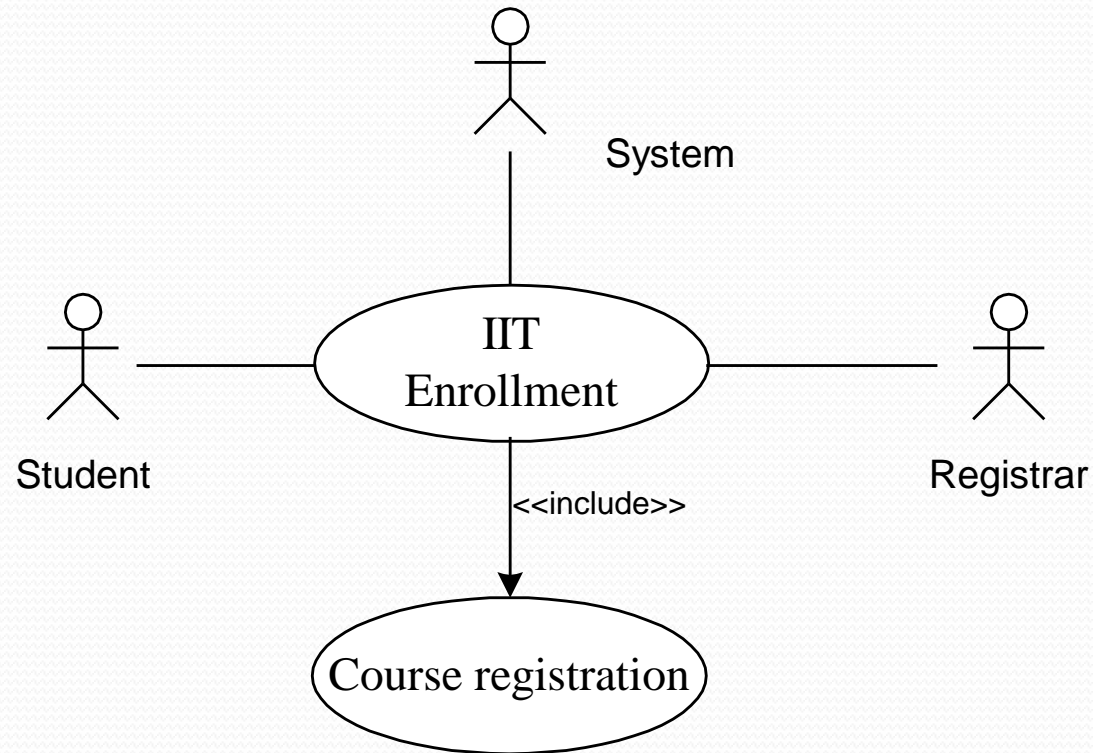 System
IIT
Enrollment
Student
Registrar
<<include>>
Course registration